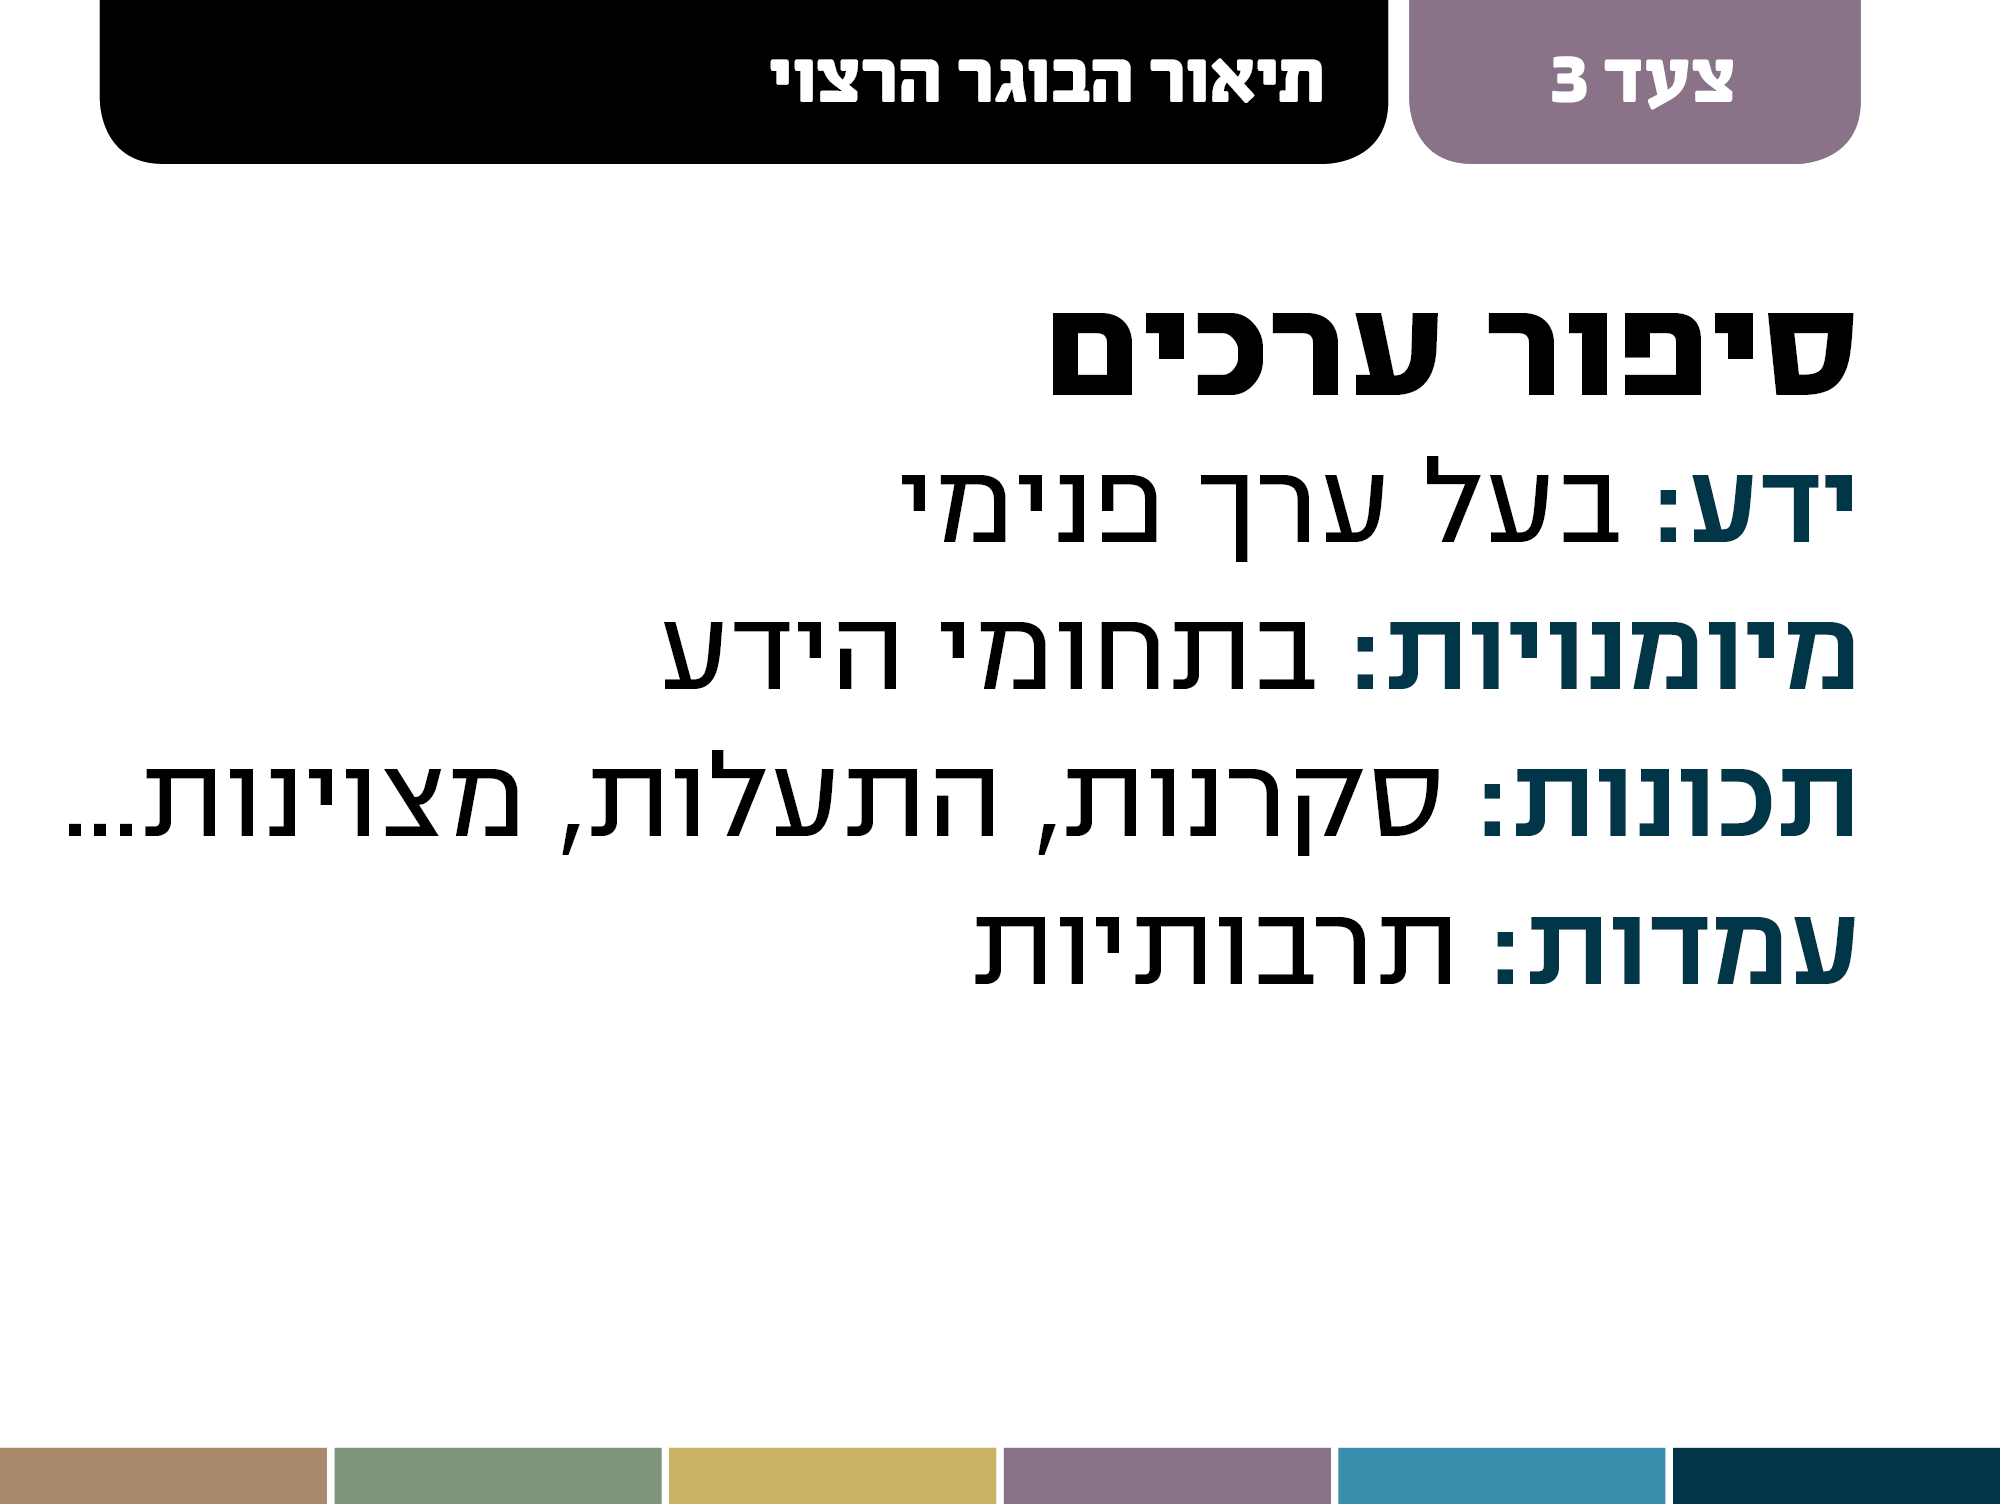 צעד 3
תיאור הבוגר הרצוי
סיפור ערכים
ידע: בעל ערך פנימי
מיומנויות: בתחומי הידע
תכונות: סקרנות, התעלות, מצוינות...
עמדות: תרבותיות